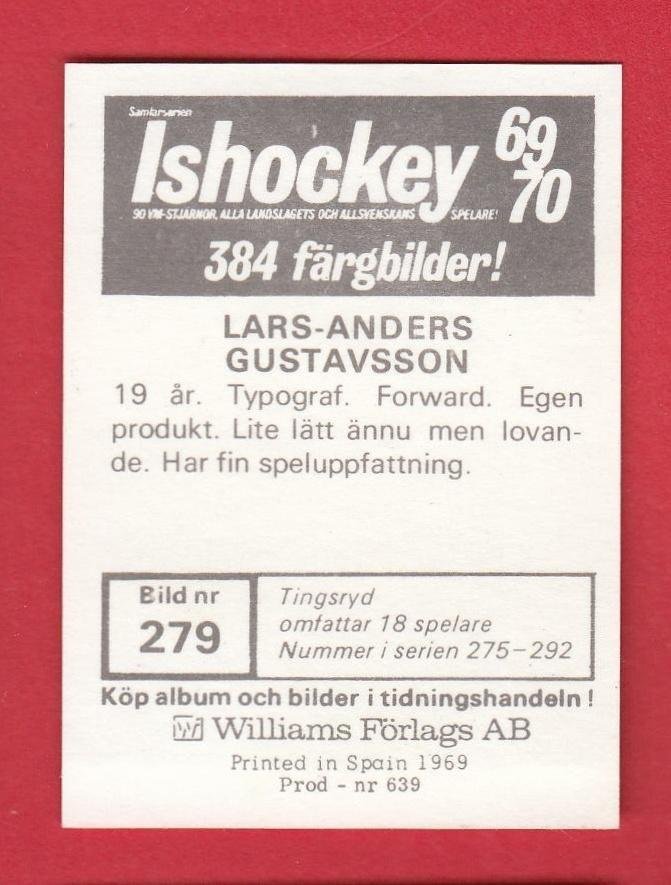 Samlarserien
Ishockey 69 70
90 VM-STJÄRNOR, ALLA LANDSLAGETS OCH ALLSVENSKANS SPELARE!
384 färgbilder!
LARS-ANDERS
GUSTAVSSON
19 år. Typograf. Forward. Egen
produkt. Lite lätt ännu men lovan-
de. Har fin speluppfattning.
Bild nr
279
Tingsryd
omfattar 18 spelare
Nummer i serien 275–292
Köp album och bilder i tidningshandeln!
Wi Williams Förlags AB
Printed in Spain 1969
Prod - nr 639